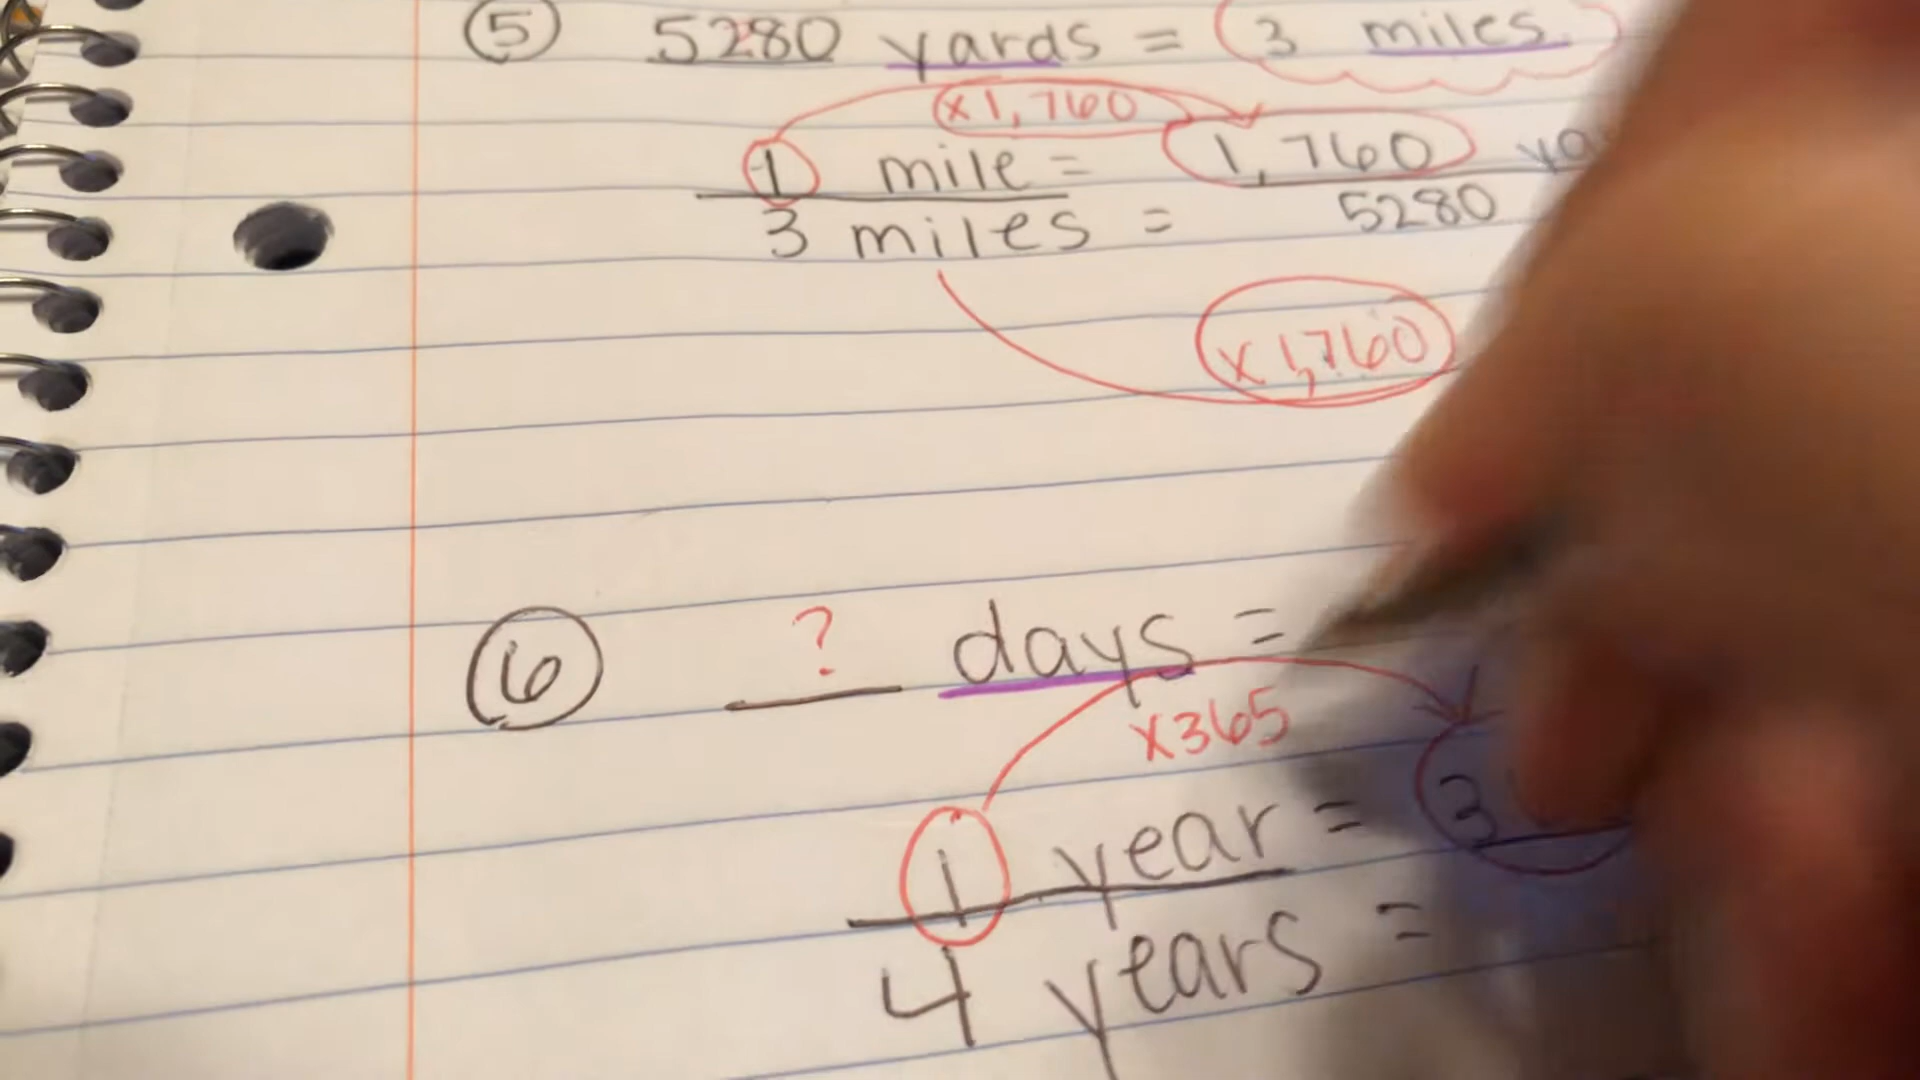 5 5280 yards = 3 miles
x1,760
1 mile = 1,760
3 miles = 5280
x 1,760
6 ? days =
x365
1 year = 3
4 years =